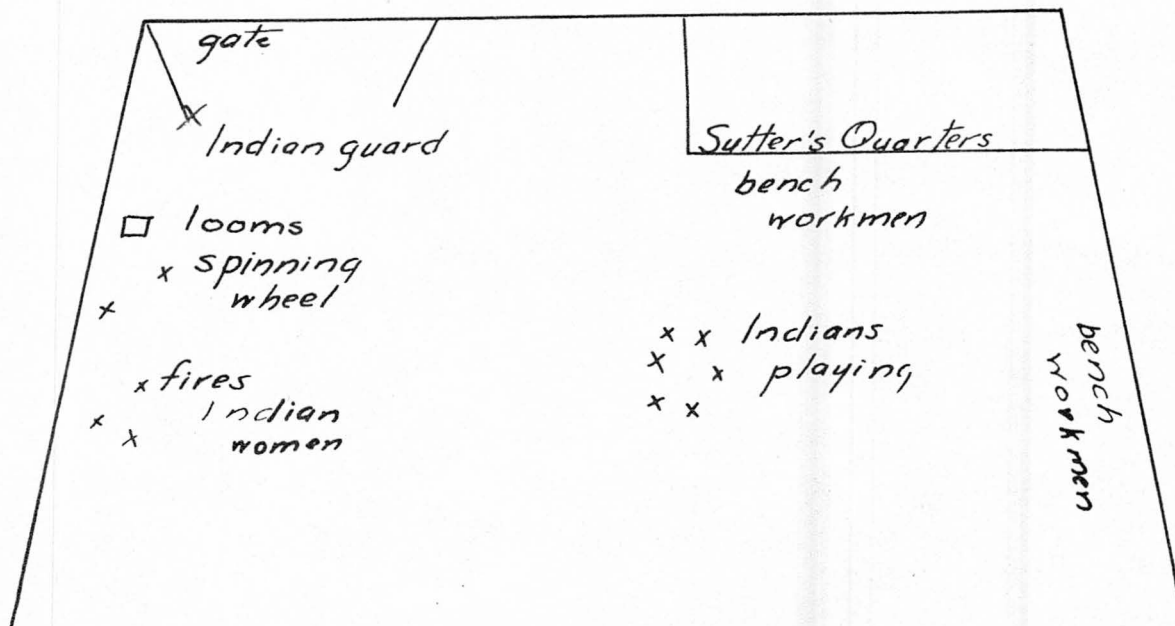 gate
Indian guard
Sutter's Quarters
bench
workmen
looms
spinning
wheel
Indians
playing
fires
Indian
women
bench
workmen